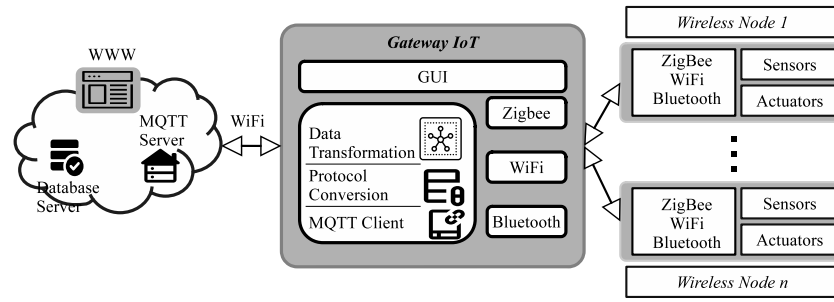 WWW
MQTT
Server
Database
Server
WiFi
Gateway IoT
GUI
Data
Transformation
Protocol
Conversion
MQTT Client
Zigbee
WiFi
Bluetooth
Wireless Node 1
ZigBee
WiFi
Bluetooth
Sensors
Actuators
ZigBee
WiFi
Bluetooth
Sensors
Actuators
Wireless Node n